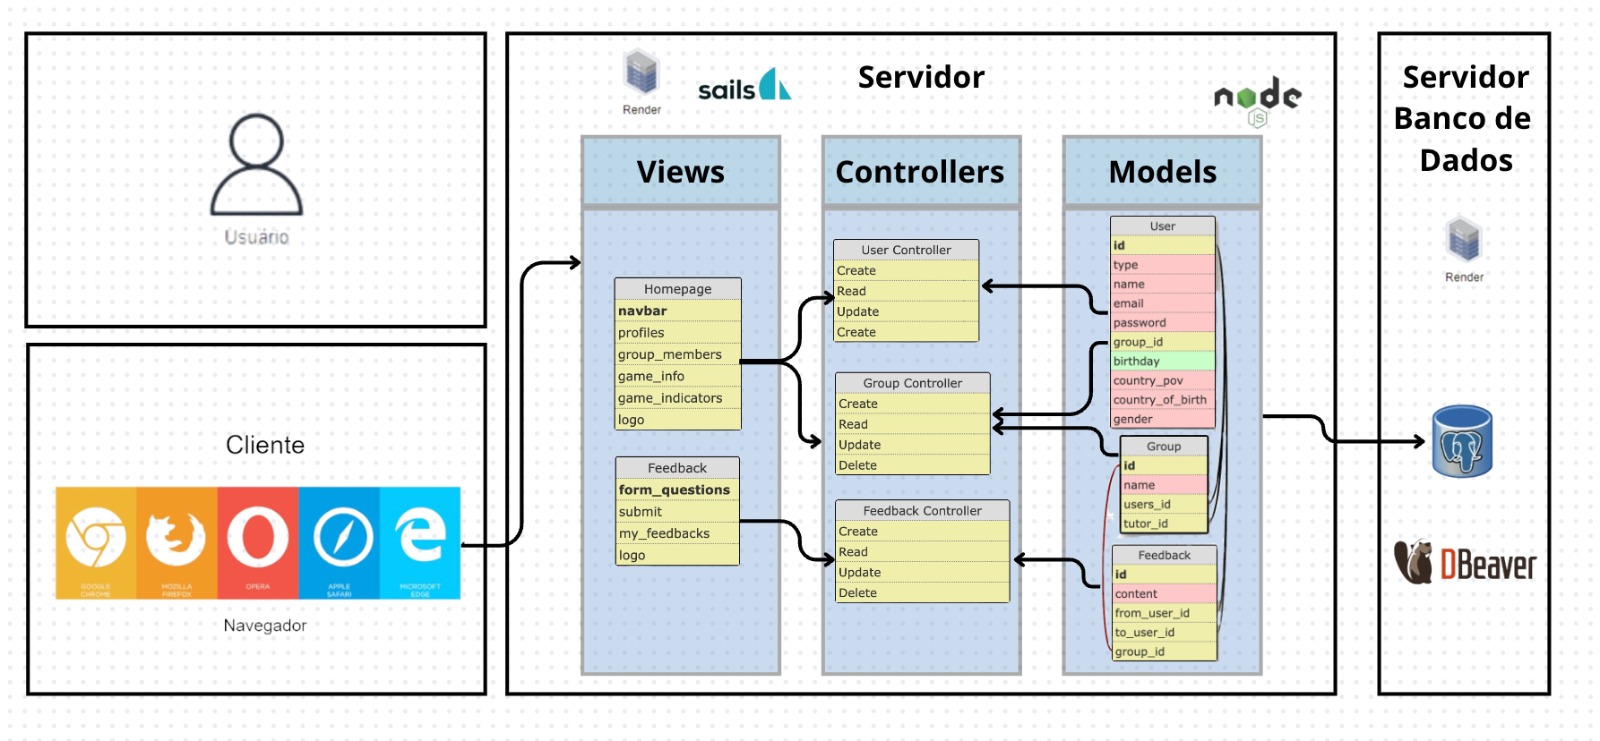 Usuário
Cliente
GOOGLE
CHROME
MOZILLA
FIREFOX
OPERA
APPLE
SAFARI
MICROSOFT
EDGE
Navegador
Render
sails
Servidor
node
JS
Views
Homepage
navbar
profiles
group_members
game_info
game_indicators
logo
Feedback
form_questions
submit
my_feedbacks
logo
Controllers
User Controller
Create
Read
Update
Create
Group Controller
Create
Read
Update
Delete
Feedback Controller
Create
Read
Update
Delete
Models
User
id
type
name
email
password
group_id
birthday
country_pov
country_of_birth
gender
Group
id
name
users_id
tutor_id
Feedback
id
content
from_user_id
to_user_id
group_id
Servidor
Banco de
Dados
Render
DBeaver